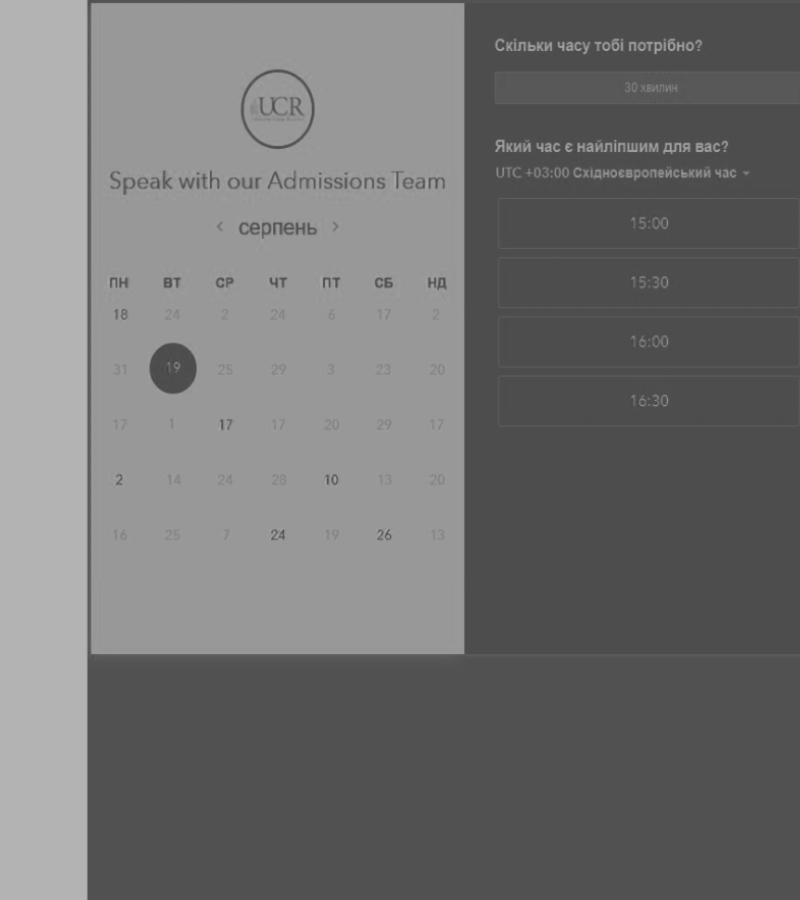 UCR
Speak with our Admissions Team
серпень
ПН ВТ СР ЧТ ПТ СБ НД
18 24 2 24 6 17 2
31 19 25 29 3 23 20
17 1 17 17 20 29 17
2 14 24 28 10 13 20
16 25 7 24 19 26 13
Скільки часу тобі потрібно?
30 хвилин
Який час є найліпшим для вас?
UTC +03:00 Східноєвропейський час
15:00
15:30
16:00
16:30